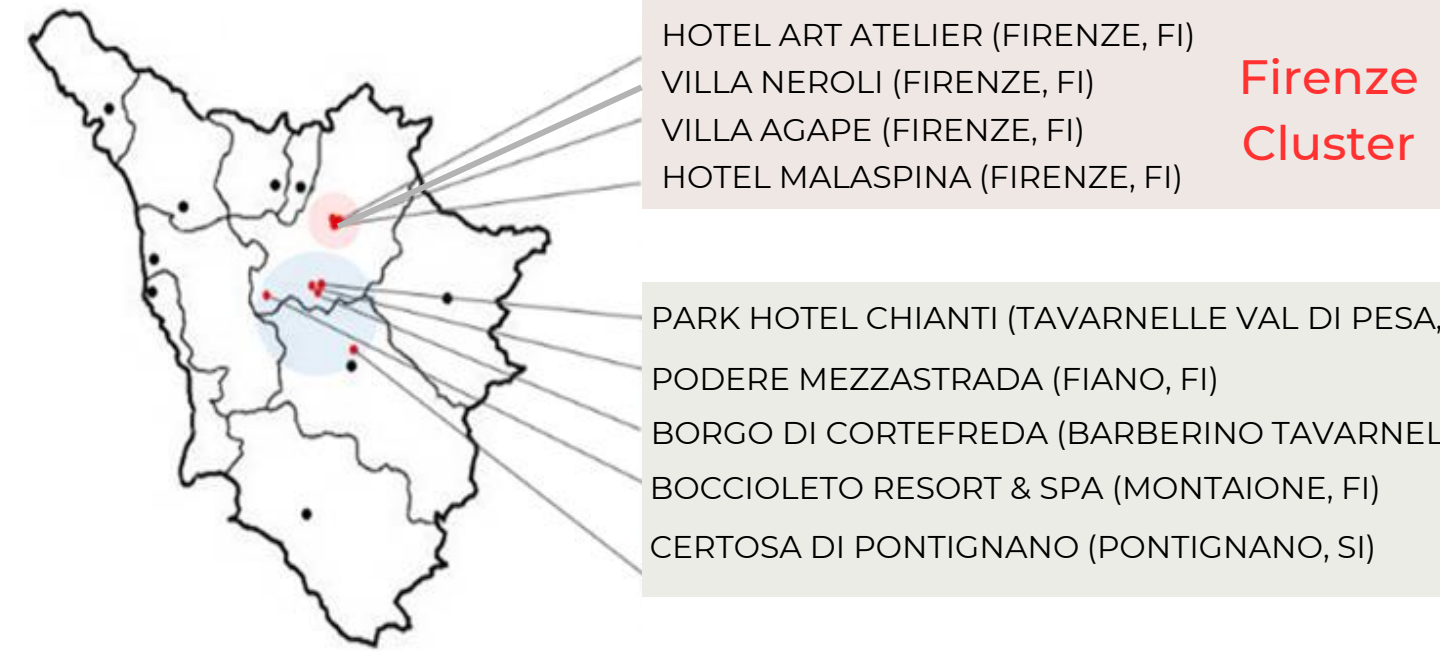 HOTEL ART ATELIER (FIRENZE, FI)
VILLA NEROLI (FIRENZE, FI)
VILLA AGAPE (FIRENZE, FI)
HOTEL MALASPINA (FIRENZE, FI)
Firenze
Cluster
PARK HOTEL CHIANTI (TAVARNELLE VAL DI PESA,
PODERE MEZZASTRADA (FIANO, FI)
BORGO DI CORTEFREDA (BARBERINO TAVARNEL
BOCCIOLETO RESORT & SPA (MONTAIONE, FI)
CERTOSA DI PONTIGNANO (PONTIGNANO, SI)